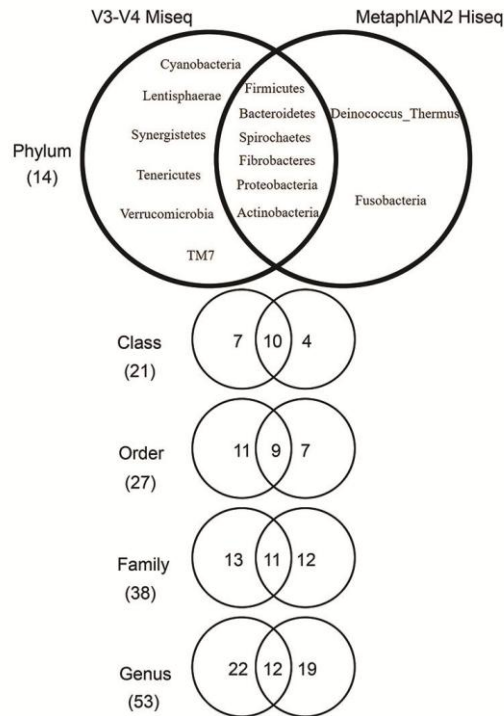 V3-V4 Miseq
MetaphlAN2 Hiseq
Cyanobacteria
Lentisphaerae
Synergistetes
Tenericutes
Verrucomicrobia
TM7
Firmicutes
Bacteroidetes
Spirochaetes
Fibrobacteres
Proteobacteria
Actinobacteria
Deinococcus_Thermus
Fusobacteria
Phylum
(14)
Class
(21)
7 10 4
Order
(27)
11 9 7
Family
(38)
13 11 12
Genus
(53)
22 12 19